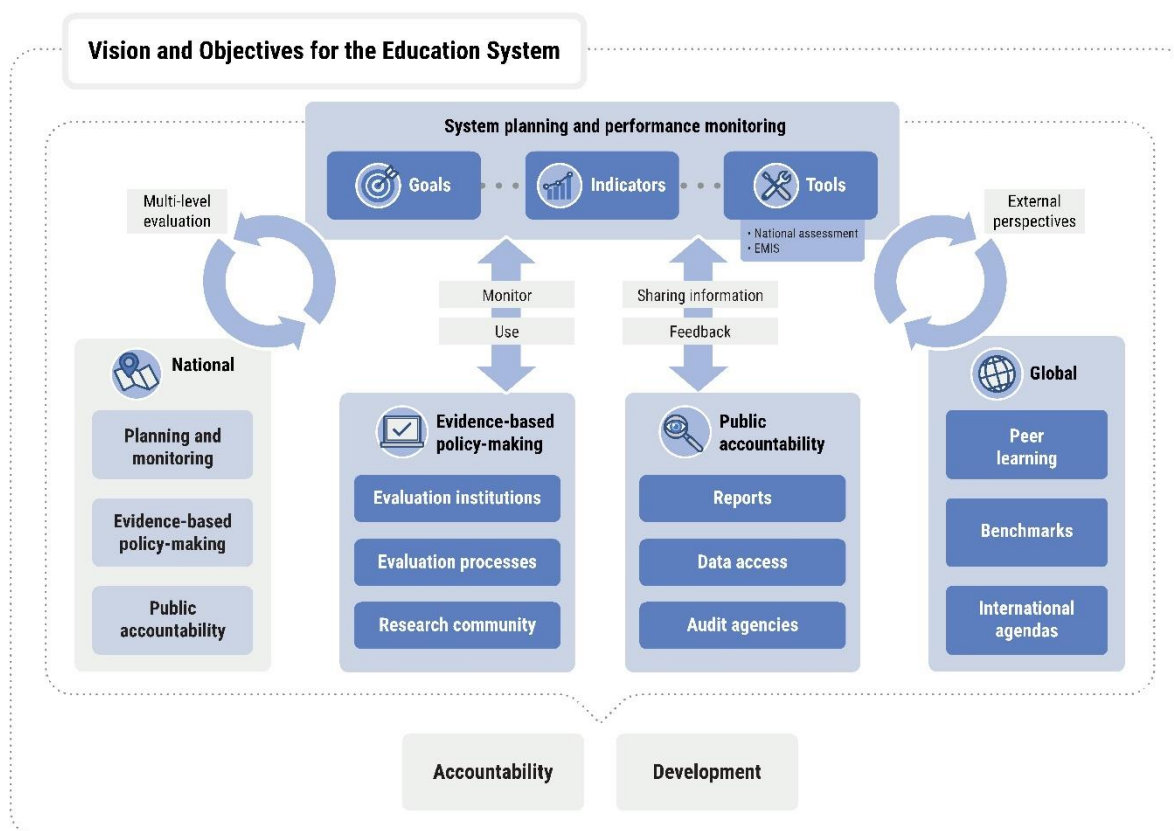 Vision and Objectives for the Education System
System planning and performance monitoring
Goals
Indicators
Tools
• National assessment
• EMIS
Multi-level
evaluation
External
perspectives
Monitor
Use
Sharing information
Feedback
National
Planning and
monitoring
Evidence-based
policy-making
Public
accountability
Evidence-based
policy-making
Evaluation institutions
Evaluation processes
Research community
Public
accountability
Reports
Data access
Audit agencies
Global
Peer
learning
Benchmarks
International
agendas
Accountability
Development